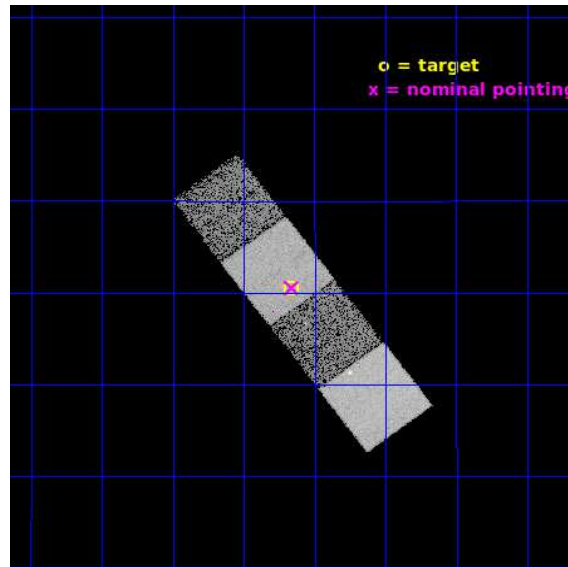 o = target
x = nominal pointing